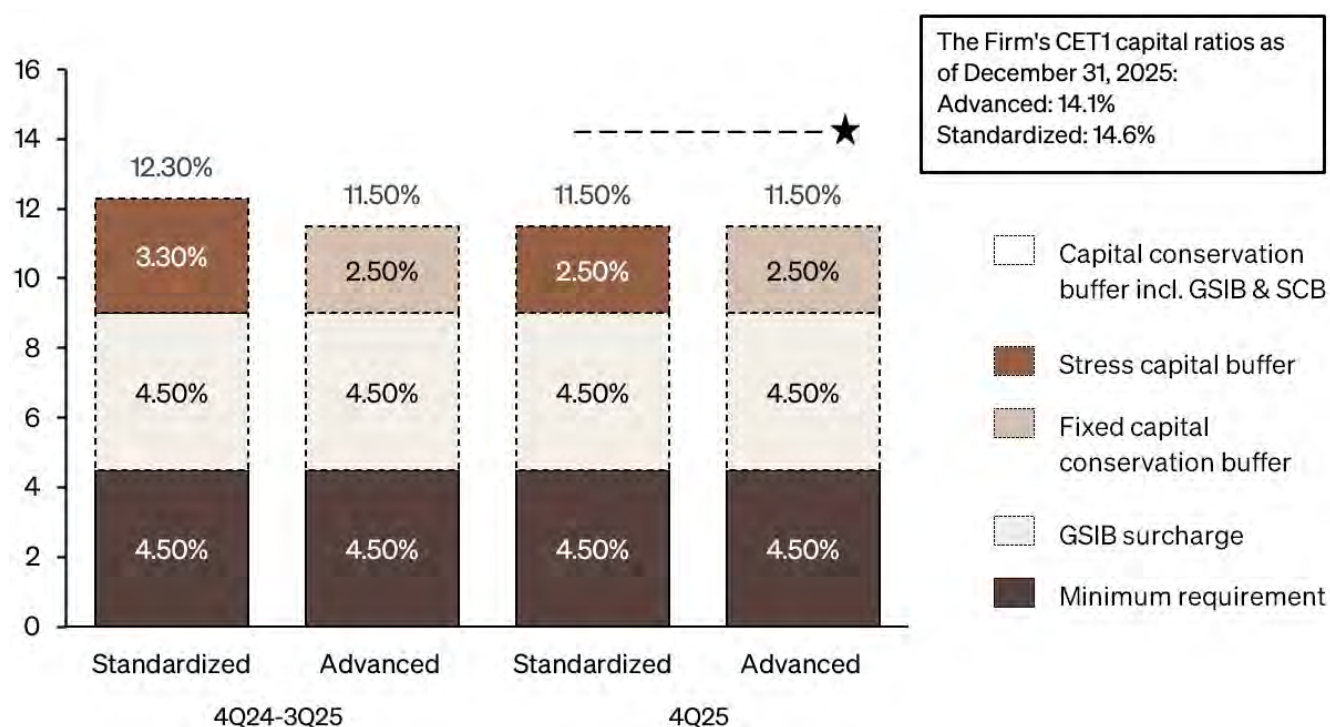 The Firm's CET1 capital ratios as
of December 31, 2025:
Advanced: 14.1%
Standardized: 14.6%
16
14
12
10
8
6
4
2
0
12.30%
11.50%
11.50%
11.50%
3.30%
2.50%
2.50%
2.50%
4.50%
4.50%
4.50%
4.50%
4.50%
4.50%
4.50%
4.50%
Standardized
Advanced
Standardized
Advanced
4Q24-3Q25
4Q25
Capital conservation
buffer incl. GSIB & SCB
Stress capital buffer
Fixed capital
conservation buffer
GSIB surcharge
Minimum requirement